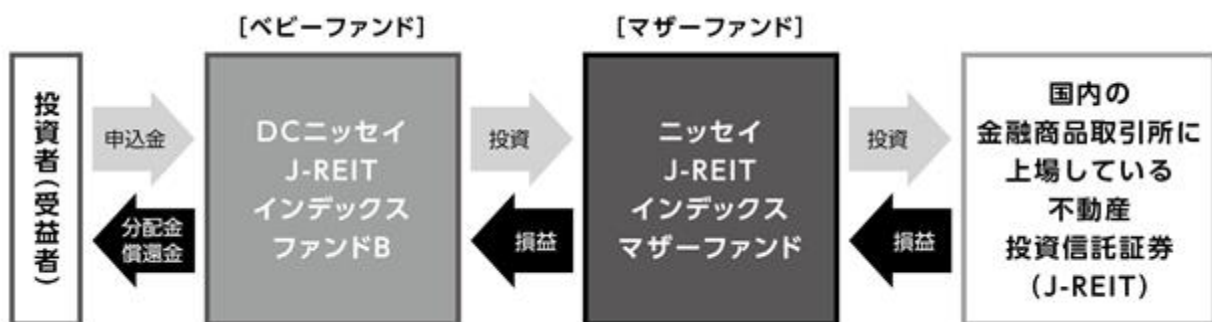 [ベビーファンド]
[マザーファンド]
投資者(受益者)
申込金
分配金
償還金
DCニッセイ
J-REIT
インデックス
ファンドB
投資
損益
ニッセイ
J-REIT
インデックス
マザーファンド
投資
損益
国内の
金融商品取引所に
上場している
不動産
投資信託証券
(J-REIT)